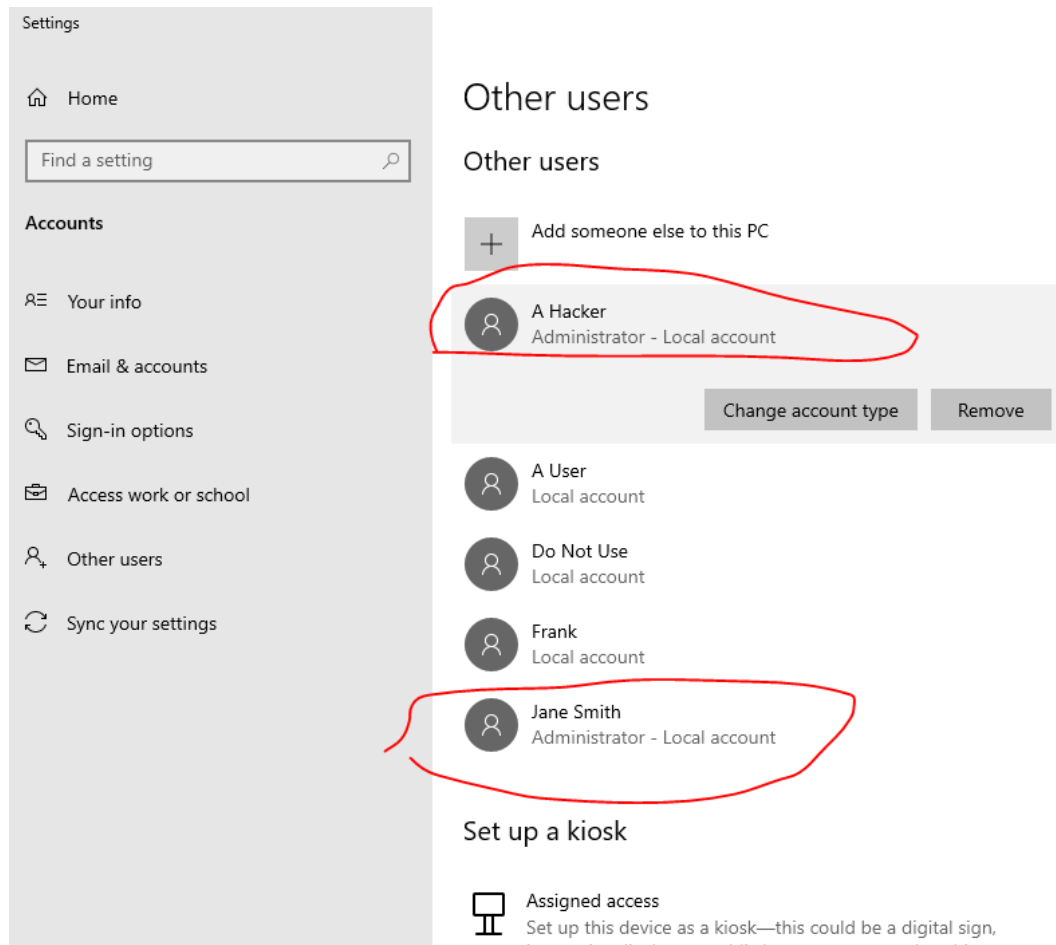 Settings
Home
Find a setting
Accounts
Your info
Email & accounts
Sign-in options
Access work or school
Other users
Sync your settings
Other users
Other users
Add someone else to this PC
A Hacker
Administrator - Local account
Change account type
Remove
A User
Local account
Do Not Use
Local account
Frank
Local account
Jane Smith
Administrator - Local account
Set up a kiosk
Assigned access
Set up this device as a kiosk—this could be a digital sign,